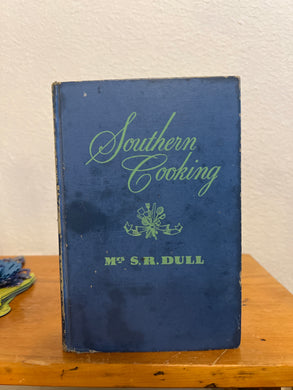 Southern
Cooking
Mrs S. R. DULL